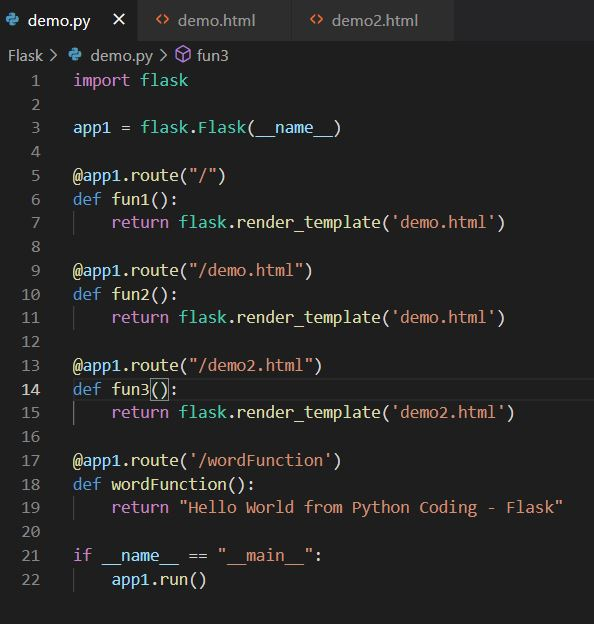 demo.py × demo.html demo2.html
Flask > demo.py > fun3
1 import flask
2
3 app1 = flask.Flask(__name__)
4
5 @app1.route("/")
6 def fun1():
7     return flask.render_template('demo.html')
8
9 @app1.route("/demo.html")
10 def fun2():
11     return flask.render_template('demo.html')
12
13 @app1.route("/demo2.html")
14 def fun3():
15     return flask.render_template('demo2.html')
16
17 @app1.route('/wordFunction')
18 def wordFunction():
19     return "Hello World from Python Coding - Flask"
20
21 if __name__ == "__main__":
22     app1.run()